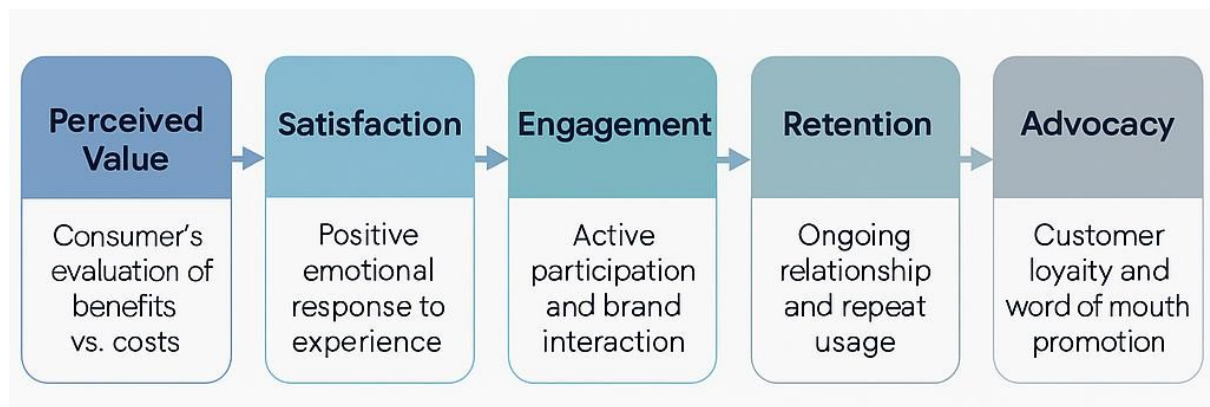 Perceived
Value
Consumer's
evaluation of
benefits
vs. costs
Satisfaction
Positive
emotional
response to
experience
Engagement
Active
participation
and brand
interaction
Retention
Ongoing
relationship
and repeat
usage
Advocacy
Customer
loyaity and
word of mouth
promotion